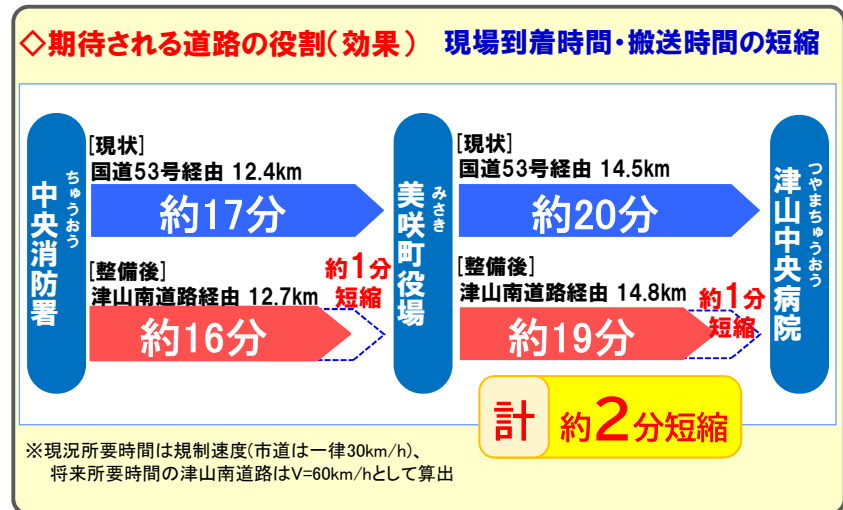 ◇期待される道路の役割(効果) 現場到着時間・搬送時間の短縮
中央消防署
ちゅうおう
[現状]
国道53号経由 12.4km
約17分
[整備後]
津山南道路経由 12.7km
約16分
約1分
短縮
美咲町役場
みさき
[現状]
国道53号経由 14.5km
約20分
[整備後]
津山南道路経由 14.8km
約19分
約1分
短縮
津山中央病院
つやまちゅうおう
計 約2分短縮
※現況所要時間は規制速度(市道は一律30km/h)、
将来所要時間の津山南道路はV=60km/hとして算出